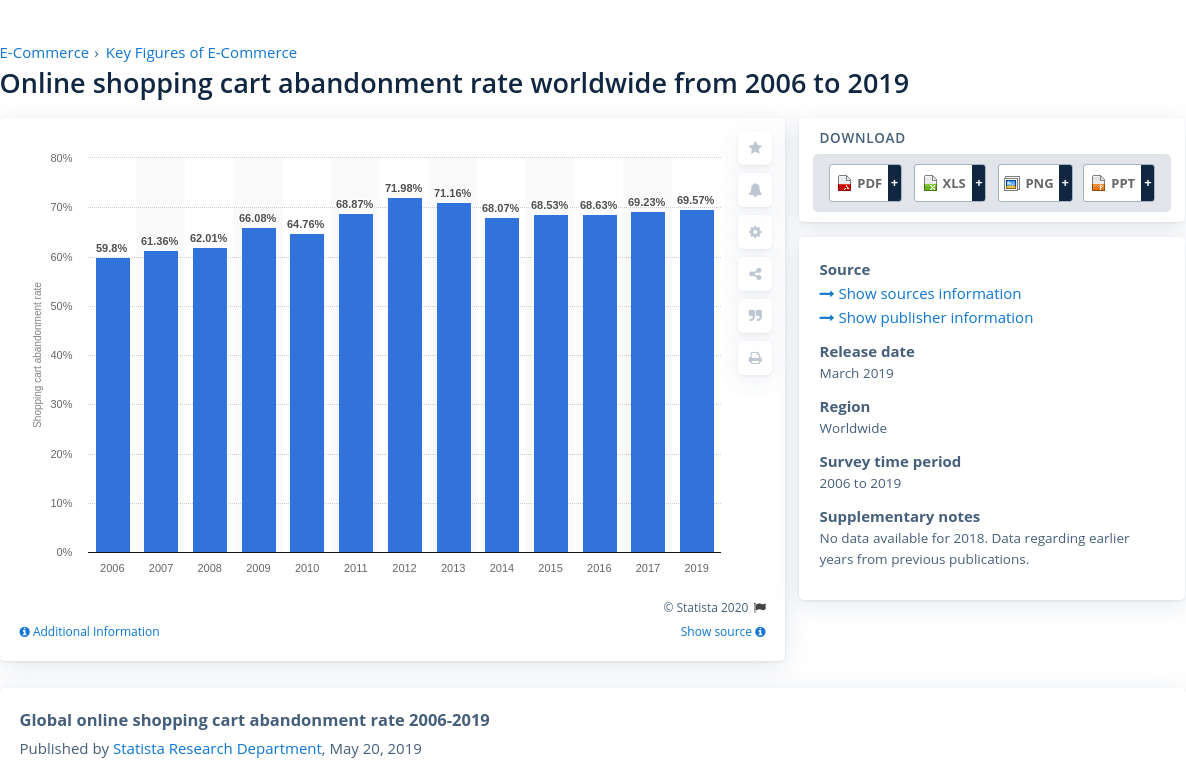 E-Commerce › Key Figures of E-Commerce
Online shopping cart abandonment rate worldwide from 2006 to 2019
80%
70%
60%
50%
40%
30%
20%
10%
0%
Shopping cart abandonment rate
59.8%
61.36%
62.01%
66.08%
64.76%
68.87%
71.98%
71.16%
68.07%
68.53%
68.63%
69.23%
69.57%
2006 2007 2008 2009 2010 2011 2012 2013 2014 2015 2016 2017 2019
© Statista 2020
Additional Information
Show source
DOWNLOAD
PDF + XLS + PNG + PPT +
Source
Show sources information
Show publisher information
Release date
March 2019
Region
Worldwide
Survey time period
2006 to 2019
Supplementary notes
No data available for 2018. Data regarding earlier
years from previous publications.
Global online shopping cart abandonment rate 2006-2019
Published by Statista Research Department, May 20, 2019